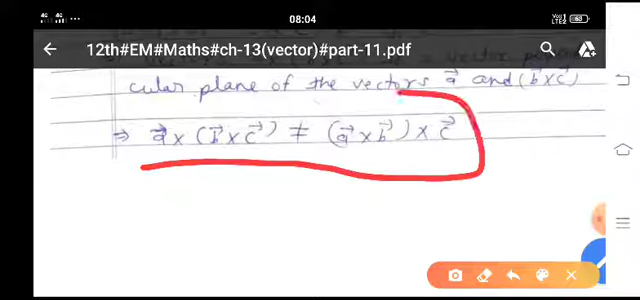 08:04
12th#EM#Maths#ch-13(vector)#part-11.pdf
cular plane of the vectors a⃗ and (b⃗ × c⃗)
⇒ a⃗ × (b⃗ × c⃗) ≠ (a⃗ × b⃗) × c⃗